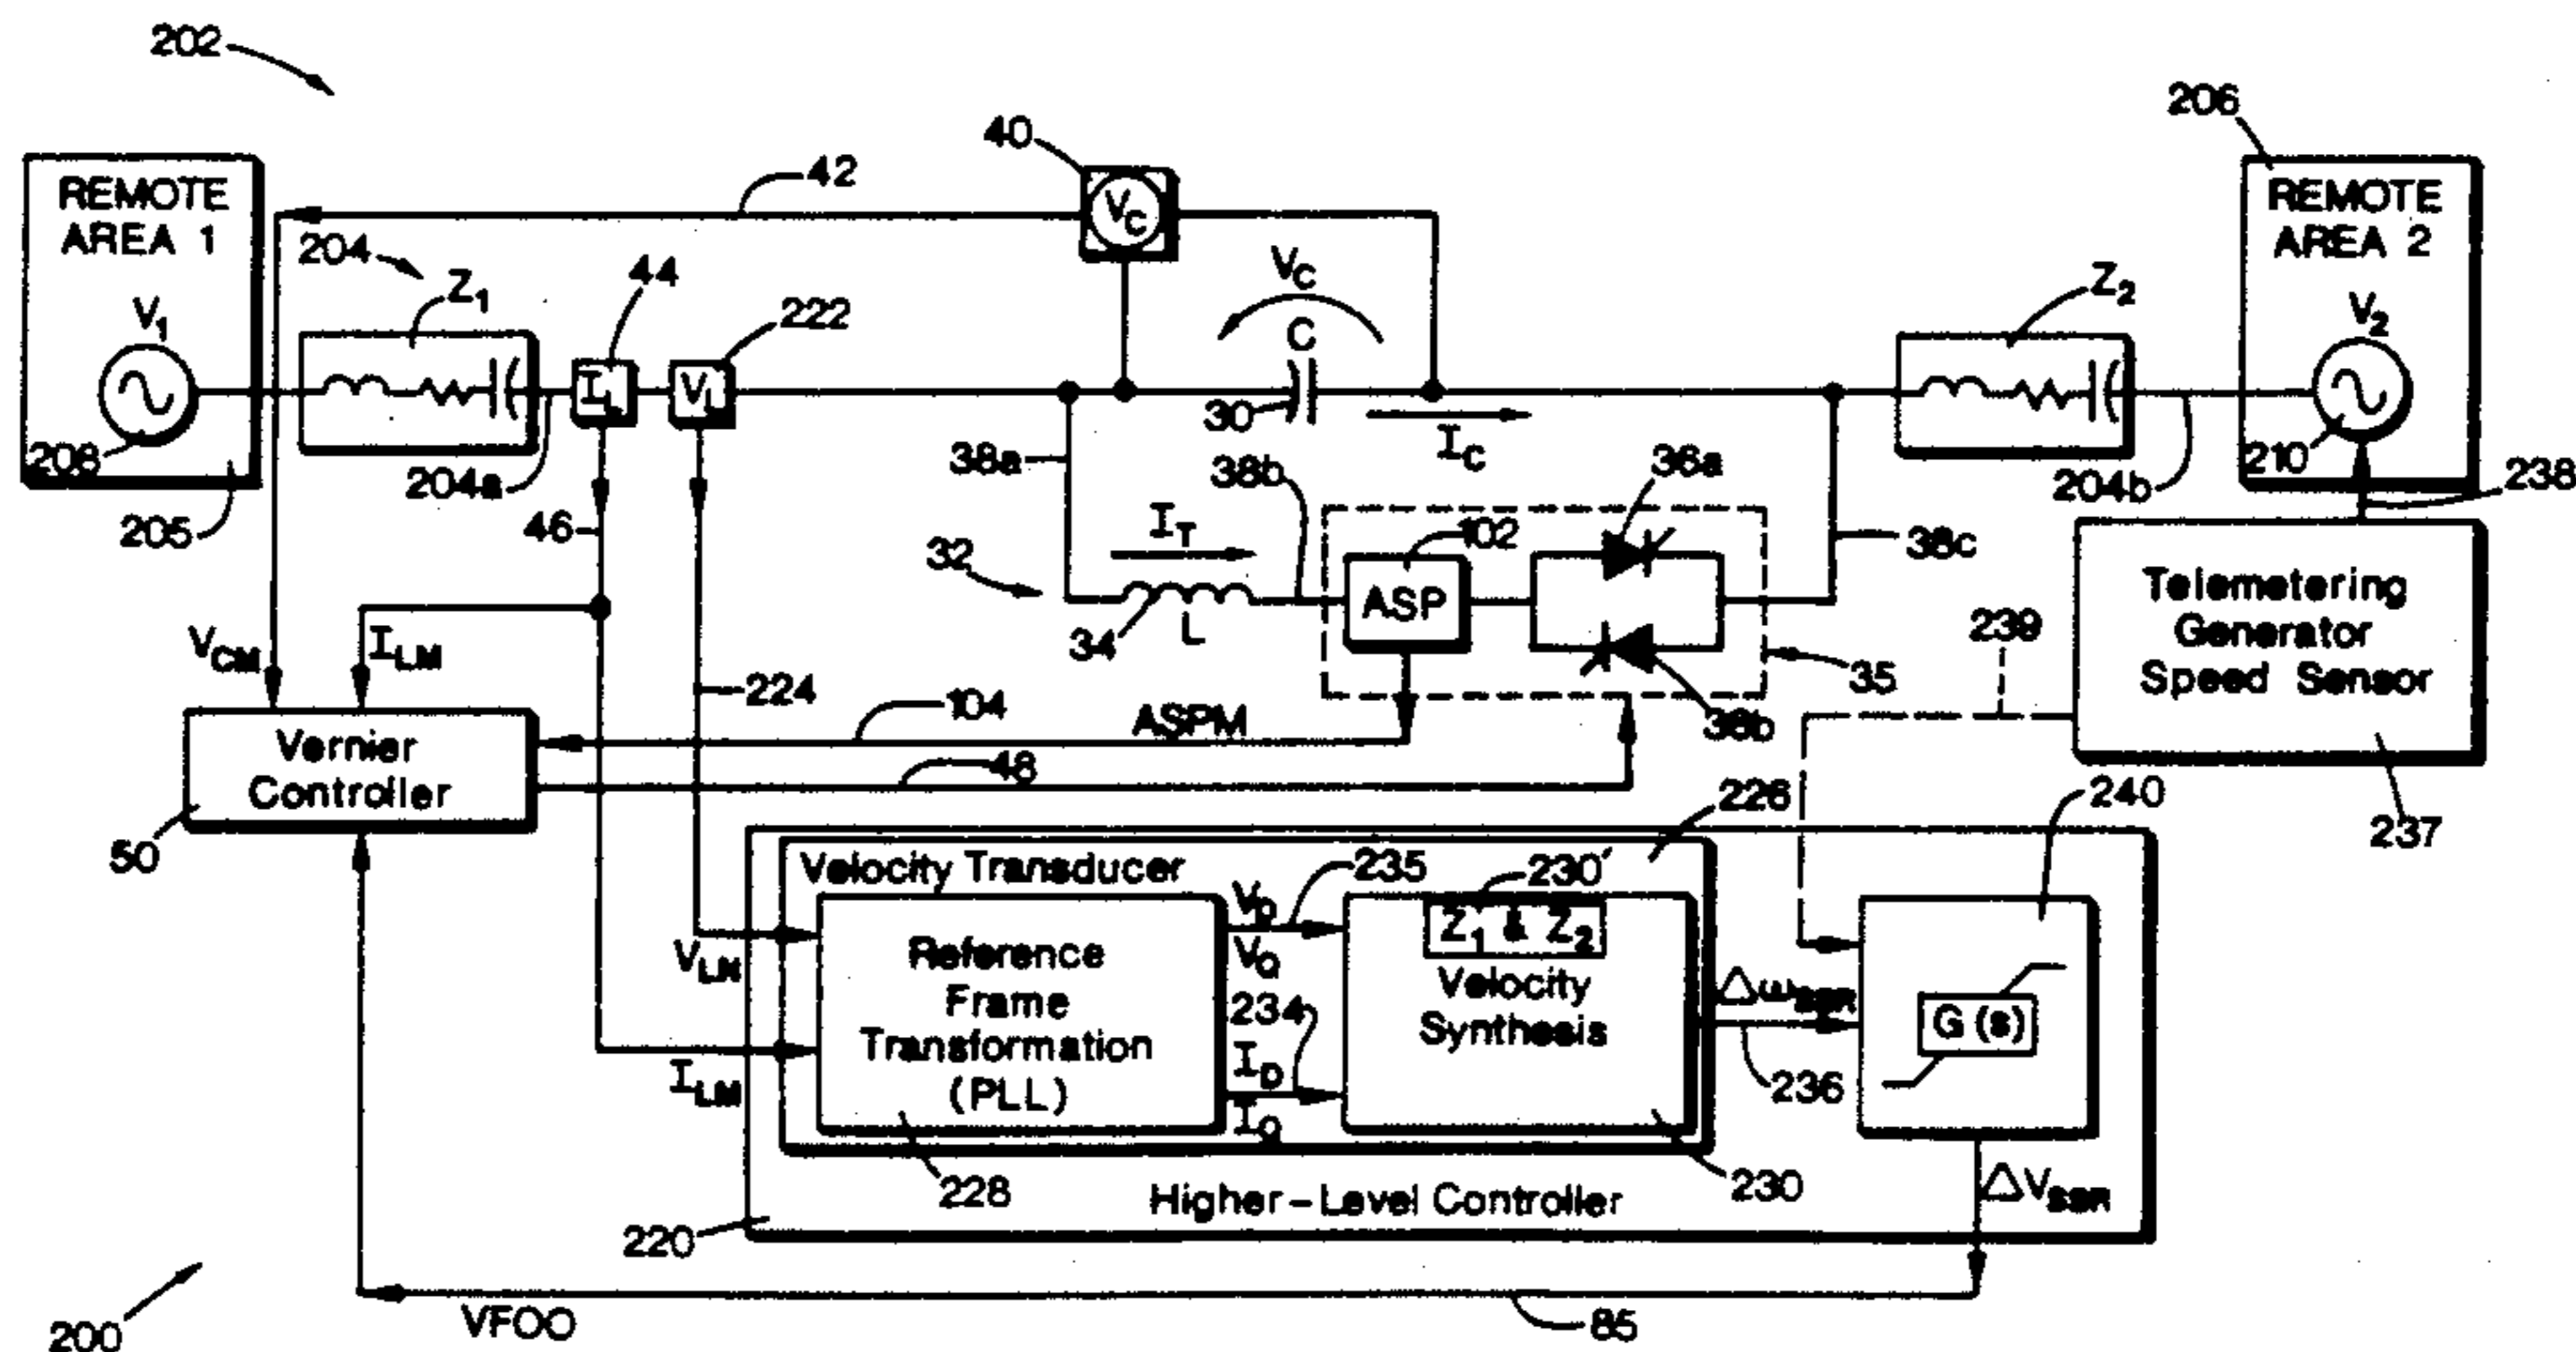 202
REMOTE
AREA 1
V1
208
205
204
Z1
204a
42
40
VC
44
IL
222
VL
VC
C
30
IC
206
REMOTE
AREA 2
V2
210
Z2
204b
238
38a
38b
36a
46
IT
32
34
L
102
ASP
36b
35
38c
Telemetering
Generator
Speed Sensor
239
237
VCM
ILM
224
104
ASPM
48
Vernier
Controller
50
226
240
Velocity Transducer
235
230'
VD
VQ
Z1 & Z2
Velocity
Synthesis
VLM
Reference
Frame
Transformation
(PLL)
234
ID
IQ
ΔωSSR
G(s)
236
ILM
228
230
Higher-Level Controller
220
ΔVSSR
VFOO
85
200